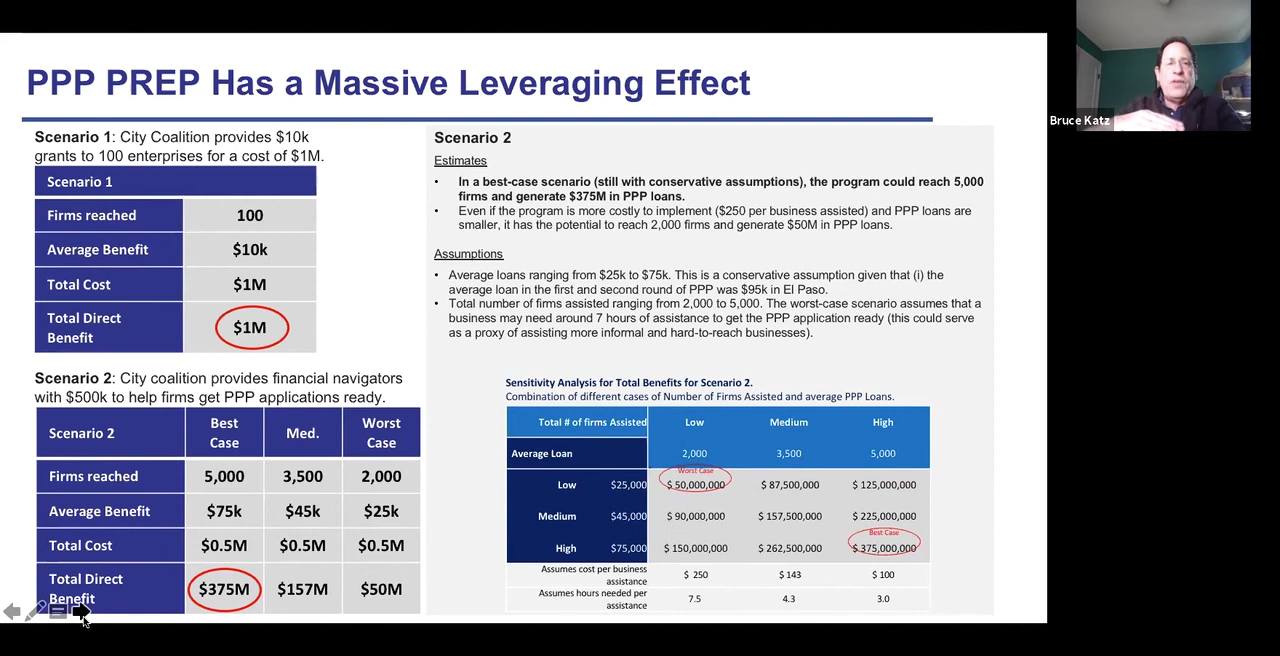 PPP PREP Has a Massive Leveraging Effect
Scenario 1: City Coalition provides $10k
grants to 100 enterprises for a cost of $1M.
Scenario 1
Firms reached 100
Average Benefit $10k
Total Cost $1M
Total Direct
Benefit $1M
Scenario 2: City coalition provides financial navigators
with $500k to help firms get PPP applications ready.
Scenario 2 Best Case Med. Worst Case
Firms reached 5,000 3,500 2,000
Average Benefit $75k $45k $25k
Total Cost $0.5M $0.5M $0.5M
Total Direct
Benefit $375M $157M $50M
Scenario 2
Estimates
• In a best-case scenario (still with conservative assumptions), the program could reach 5,000
firms and generate $375M in PPP loans.
• Even if the program is more costly to implement ($250 per business assisted) and PPP loans are
smaller, it has the potential to reach 2,000 firms and generate $50M in PPP loans.
Assumptions
• Average loans ranging from $25k to $75k. This is a conservative assumption given that (i) the
average loan in the first and second round of PPP was $95k in El Paso.
• Total number of firms assisted ranging from 2,000 to 5,000. The worst-case scenario assumes that a
business may need around 7 hours of assistance to get the PPP application ready (this could serve
as a proxy of assisting more informal and hard-to-reach businesses).
Sensitivity Analysis for Total Benefits for Scenario 2.
Combination of different cases of Number of Firms Assisted and average PPP Loans.
Total # of firms Assisted Low Medium High
Average Loan 2,000 3,500 5,000
Worst Case
Low $25,000 $ 50,000,000 $ 87,500,000 $ 125,000,000
Medium $45,000 $ 90,000,000 $ 157,500,000 $ 225,000,000
Best Case
High $75,000 $ 150,000,000 $ 262,500,000 $ 375,000,000
Assumes cost per business
assistance $ 250 $ 143 $ 100
Assumes hours needed per
assistance 7.5 4.3 3.0
Bruce Katz